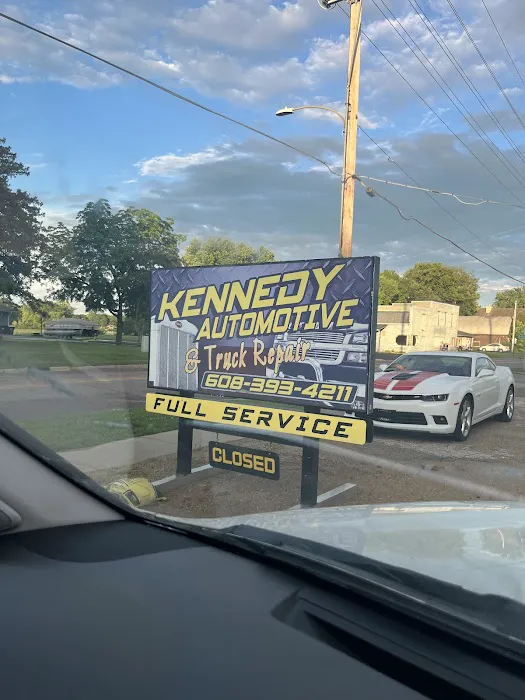 KENNEDY
AUTOMOTIVE
& Truck Repair
608-393-4211
FULL SERVICE
CLOSED